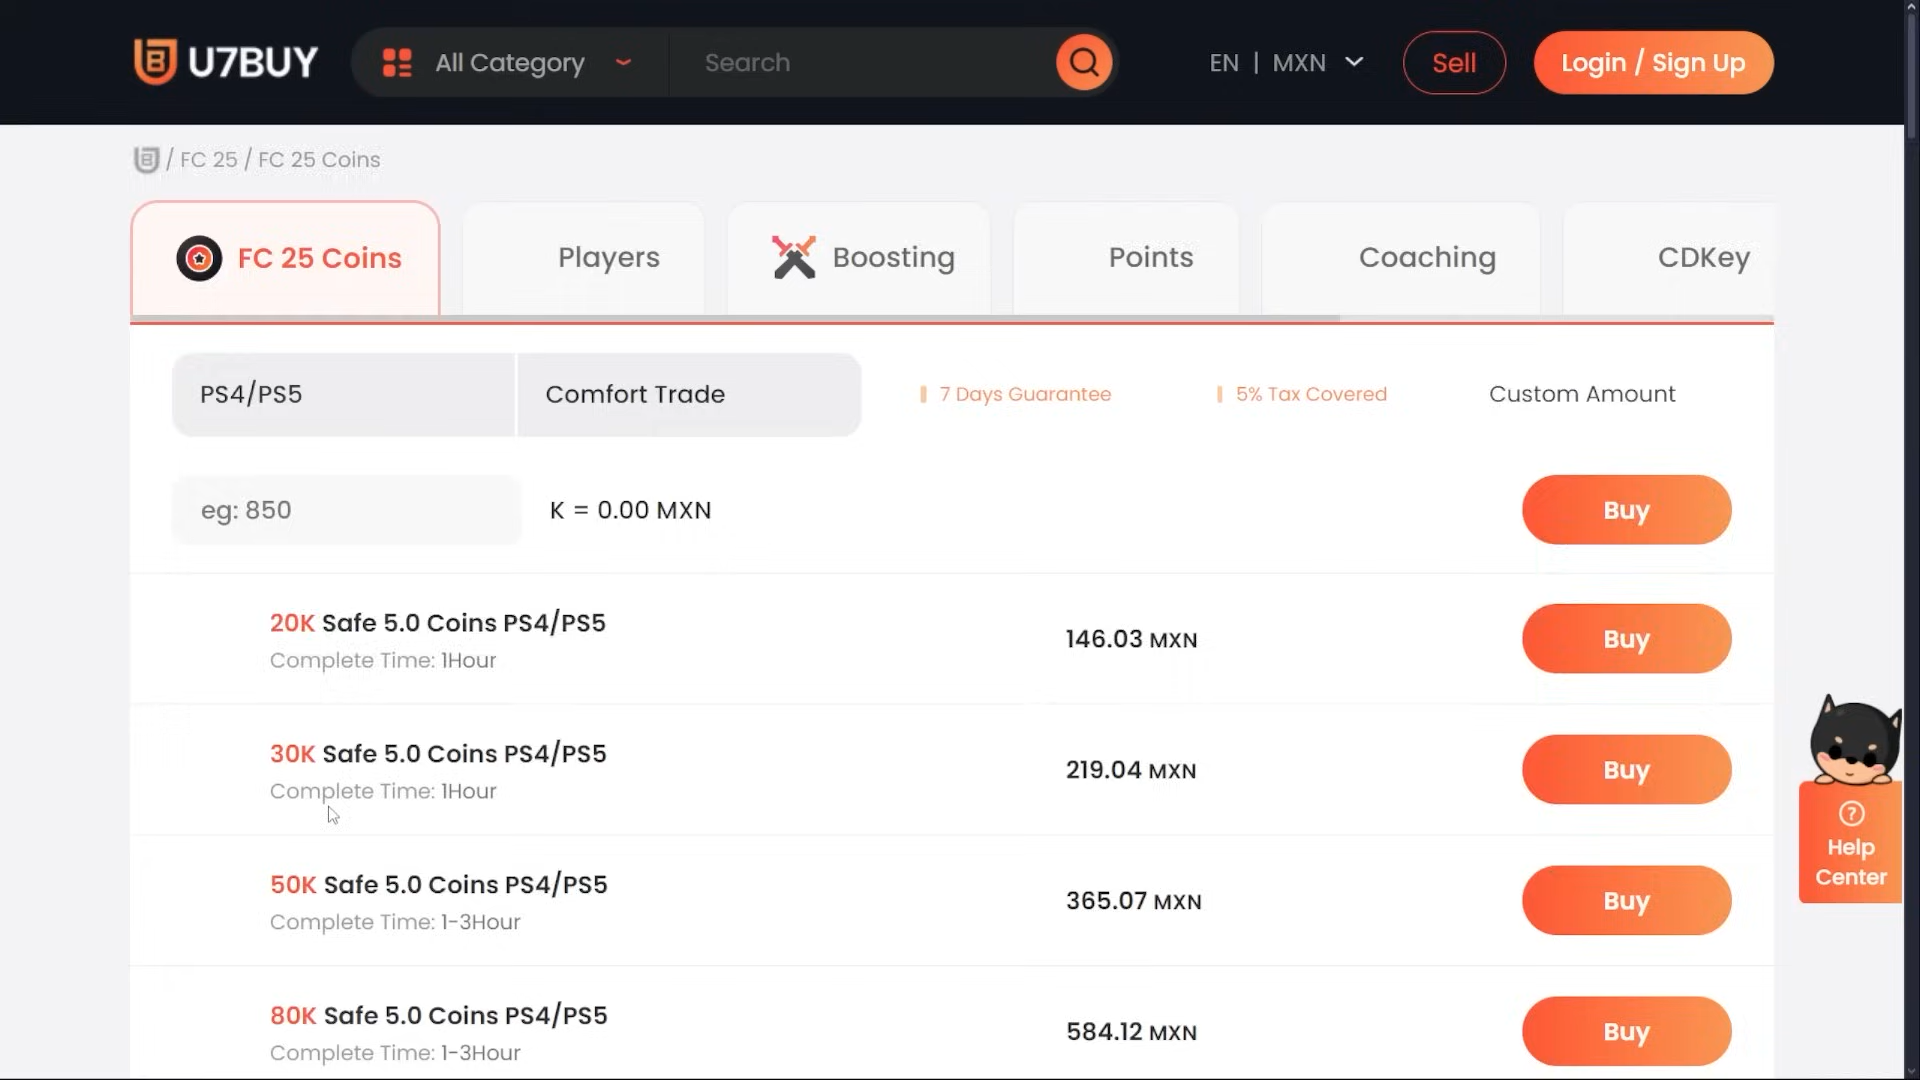 U7BUY
All Category
Search
EN | MXN
Sell
Login / Sign Up
/ FC 25 / FC 25 Coins
FC 25 Coins
Players
Boosting
Points
Coaching
CDKey
PS4/PS5
Comfort Trade
7 Days Guarantee
5% Tax Covered
Custom Amount
eg: 850
K = 0.00 MXN
Buy
20K Safe 5.0 Coins PS4/PS5
Complete Time: 1Hour
146.03 MXN
Buy
30K Safe 5.0 Coins PS4/PS5
Complete Time: 1Hour
219.04 MXN
Buy
50K Safe 5.0 Coins PS4/PS5
Complete Time: 1-3Hour
365.07 MXN
Buy
80K Safe 5.0 Coins PS4/PS5
Complete Time: 1-3Hour
584.12 MXN
Buy
? Help
Center